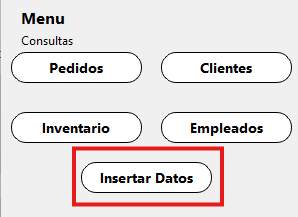 Menu
Consultas
Pedidos Clientes
Inventario Empleados
Insertar Datos